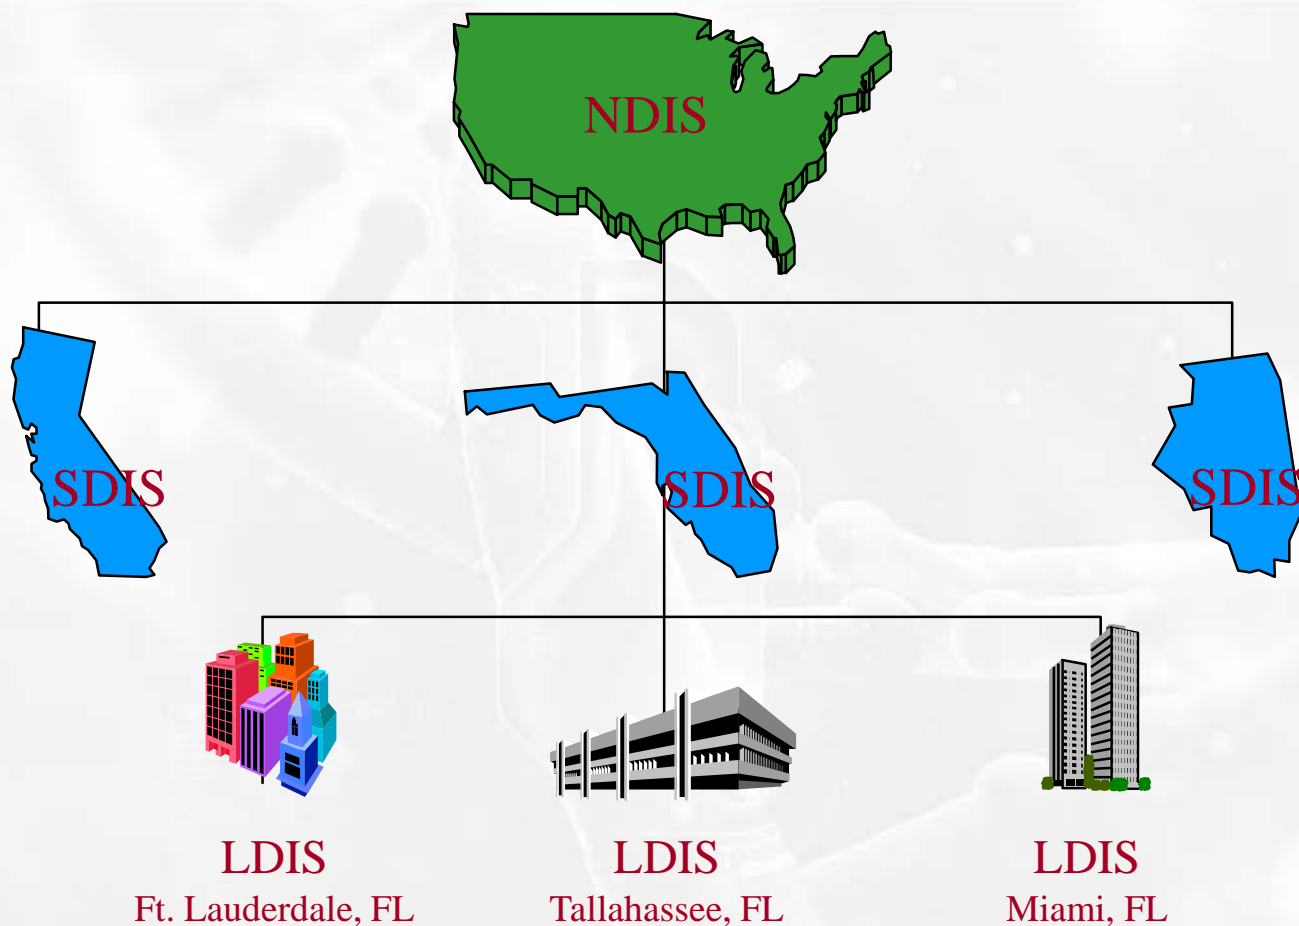 NDIS
SDIS
SDIS
SDIS
LDIS
LDIS
LDIS
Ft. Lauderdale, FL
Tallahassee, FL
Miami, FL